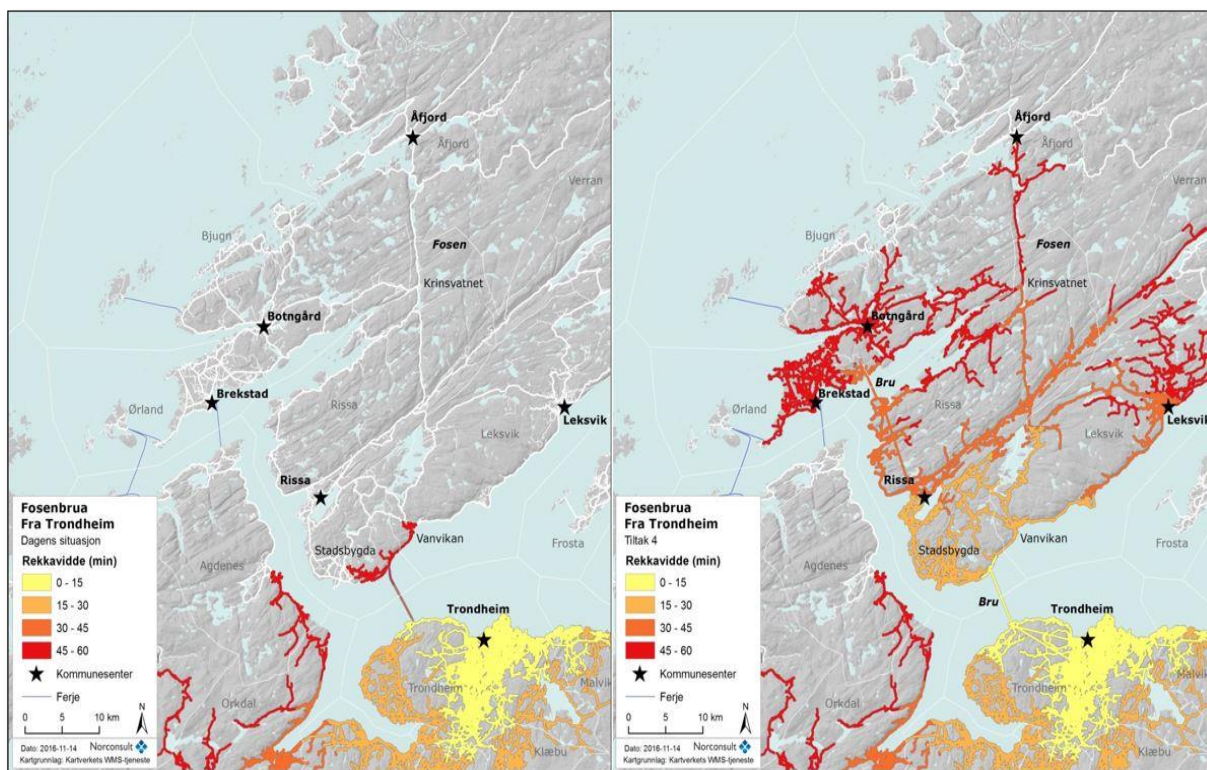 Åfjord
Åfjord
Verran
Bjugn
Fosen
Krinsvatnet
Botngård
Brekstad
Ørland
Rissa
Leksvik
Leksvik
Rissa
Fosenbrua
Fra Trondheim
Dagens situasjon
Rekkavidde (min)
0 - 15
15 - 30
30 - 45
45 - 60
Kommunesenter
Ferje
0 5 10 km
N
Dato: 2016-11-14
Norconsult
Kartgrunnlag: Kartverkets WMS-tjeneste
Stadsbygda
Vanvikan
Frosta
Agdenes
Trondheim
Trondheim
Malvik
Orkdal
Klæbu
Åfjord
Åfjord
Verran
Bjugn
Fosen
Krinsvatnet
Botngård
Bru
Brekstad
Ørland
Rissa
Leksvik
Leksvik
Rissa
Fosenbrua
Fra Trondheim
Tiltak 4
Rekkavidde (min)
0 - 15
15 - 30
30 - 45
45 - 60
Kommunesenter
Ferje
0 5 10 km
N
Dato: 2016-11-14
Norconsult
Kartgrunnlag: Kartverkets WMS-tjeneste
Stadsbygda
Vanvikan
Frosta
Agdenes
Bru
Trondheim
Trondheim
Malvik
Orkdal
Klæbu